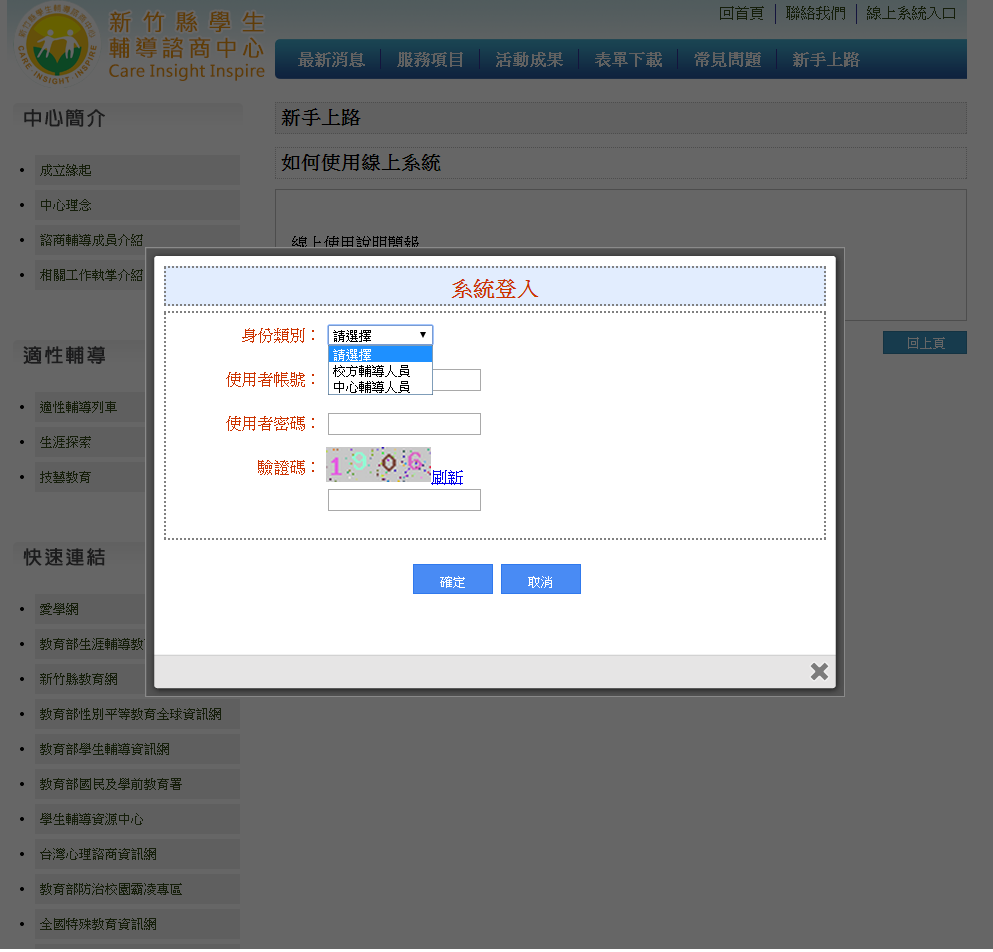 新竹縣學生
輔導諮商中心
Care Insight Inspire
CARE INSIGHT INSPIRE
回首頁 聯絡我們 線上系統入口
最新消息 服務項目 活動成果 表單下載 常見問題 新手上路
中心簡介
成立緣起
中心理念
諮商輔導成員介紹
相關工作執掌介紹
適性輔導
適性輔導列車
生涯探索
技藝教育
快速連結
愛學網
教育部生涯輔導教
新竹縣教育網
教育部性別平等教育全球資訊網
教育部學生輔導資訊網
教育部國民及學前教育署
學生輔導資源中心
台灣心理諮商資訊網
教育部防治校園霸凌專區
全國特殊教育資訊網
新手上路
如何使用線上系統
線上使用說明簡報
回上頁
系統登入
身份類別： 請選擇
請選擇
校方輔導人員
中心輔導人員
使用者帳號：
使用者密碼：
驗證碼： 1906 刷新
確定 取消